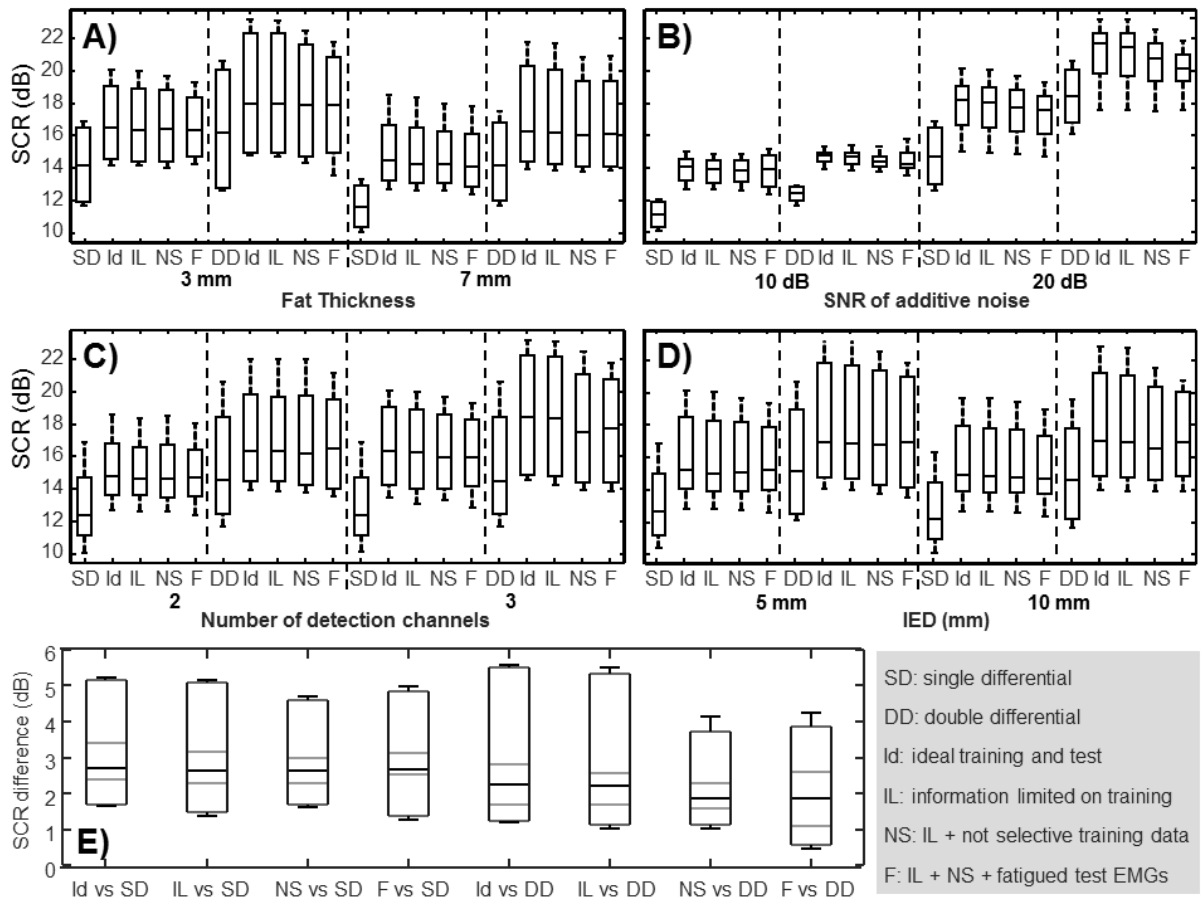 A)
B)
SCR (dB)
22
20
18
16
14
12
10
SD Id IL NS F DD Id IL NS F SD Id IL NS F DD Id IL NS F
SD Id IL NS F DD Id IL NS F SD Id IL NS F DD Id IL NS F
3 mm
7 mm
10 dB
20 dB
Fat Thickness
SNR of additive noise
C)
D)
SCR (dB)
22
20
18
16
14
12
10
SD Id IL NS F DD Id IL NS F SD Id IL NS F DD Id IL NS F
SD Id IL NS F DD Id IL NS F SD Id IL NS F DD Id IL NS F
2
3
5 mm
10 mm
Number of detection channels
IED (mm)
SCR difference (dB)
6
5
4
3
2
1
0
E)
Id vs SD IL vs SD NS vs SD F vs SD Id vs DD IL vs DD NS vs DD F vs DD
SD: single differential
DD: double differential
Id: ideal training and test
IL: information limited on training
NS: IL + not selective training data
F: IL + NS + fatigued test EMGs